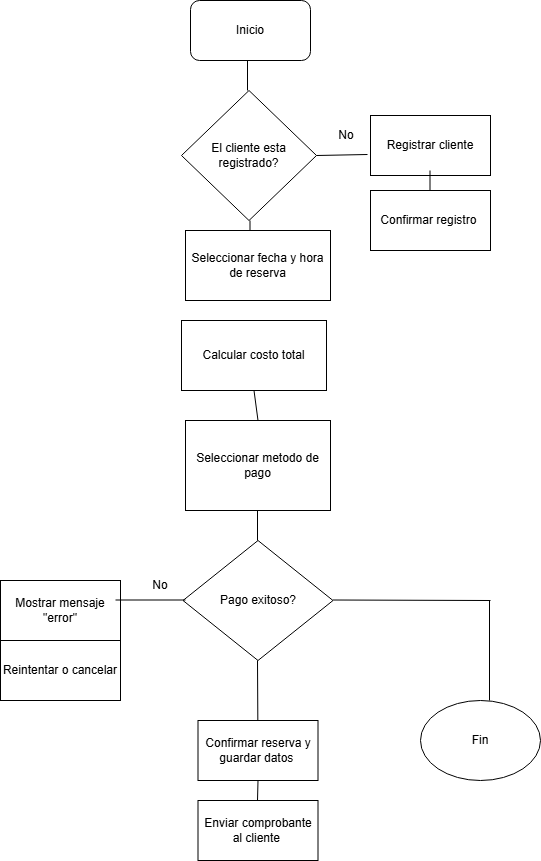 Inicio
El cliente esta
registrado?
No
Registrar cliente
Confirmar registro
Seleccionar fecha y hora
de reserva
Calcular costo total
Seleccionar metodo de
pago
Pago exitoso?
No
Mostrar mensaje
"error"
Reintentar o cancelar
Confirmar reserva y
guardar datos
Fin
Enviar comprobante
al cliente